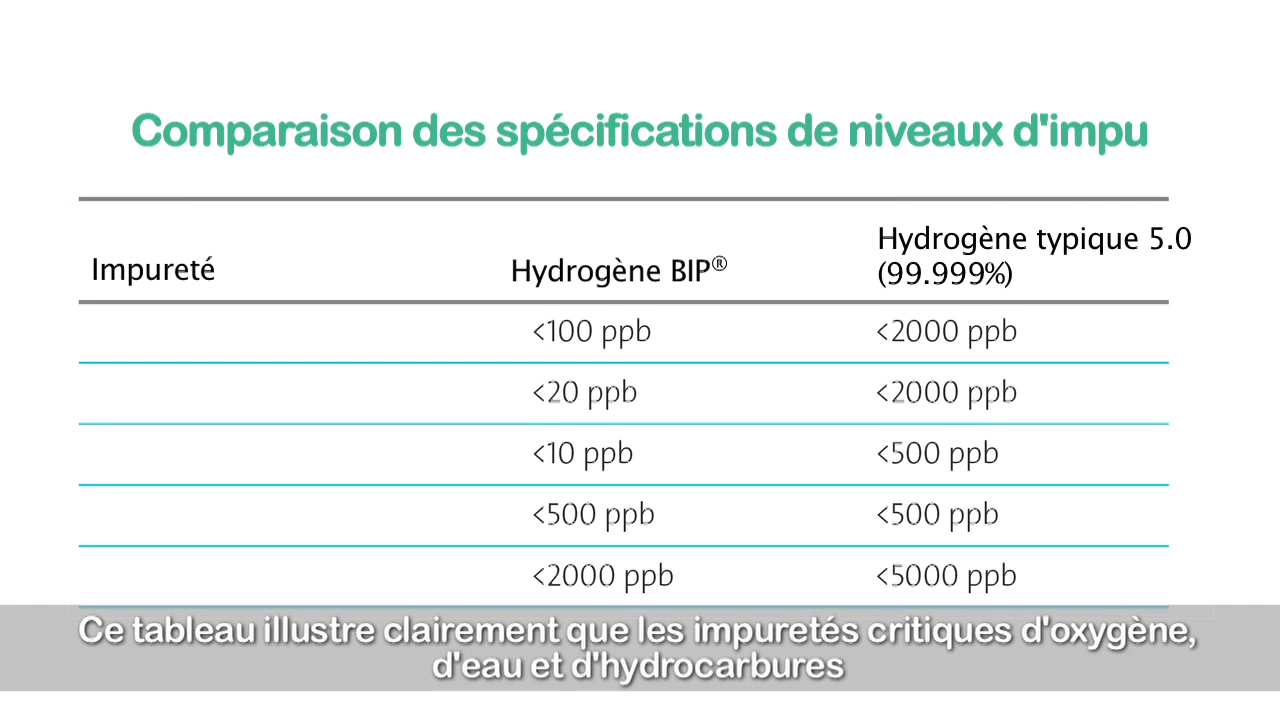 Comparaison des spécifications de niveaux d'impu
Impureté Hydrogène BIP® Hydrogène typique 5.0
(99.999%)
<100 ppb <2000 ppb
<20 ppb <2000 ppb
<10 ppb <500 ppb
<500 ppb <500 ppb
<2000 ppb <5000 ppb
Ce tableau illustre clairement que les impuretés critiques d'oxygène,
d'eau et d'hydrocarbures